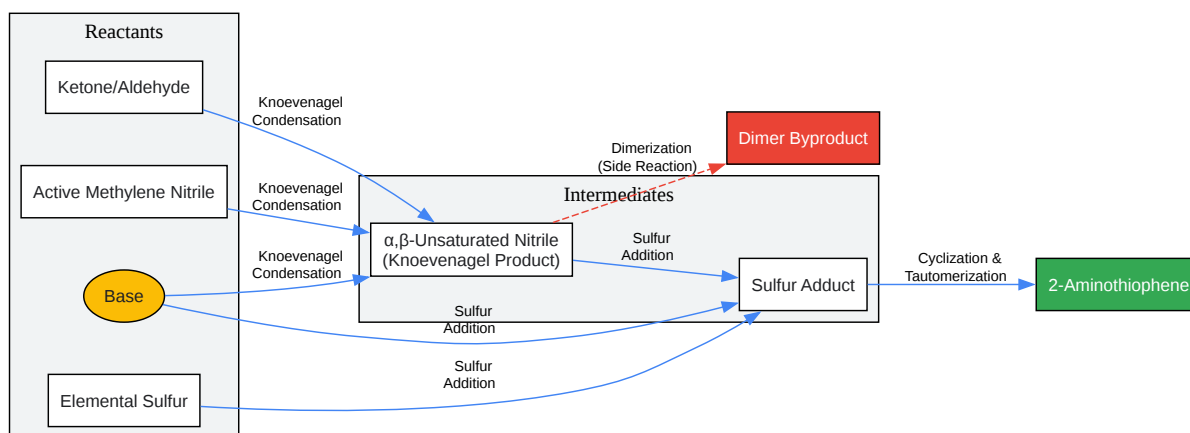 Reactants
Ketone/Aldehyde
Knoevenagel
Condensation
Active Methylene Nitrile
Knoevenagel
Condensation
Base
Knoevenagel
Condensation
Elemental Sulfur
Sulfur
Addition
Sulfur
Addition
Intermediates
α,β-Unsaturated Nitrile
(Knoevenagel Product)
Dimerization
(Side Reaction)
Dimer Byproduct
Sulfur
Addition
Sulfur Adduct
Cyclization &
Tautomerization
2-Aminothiophene